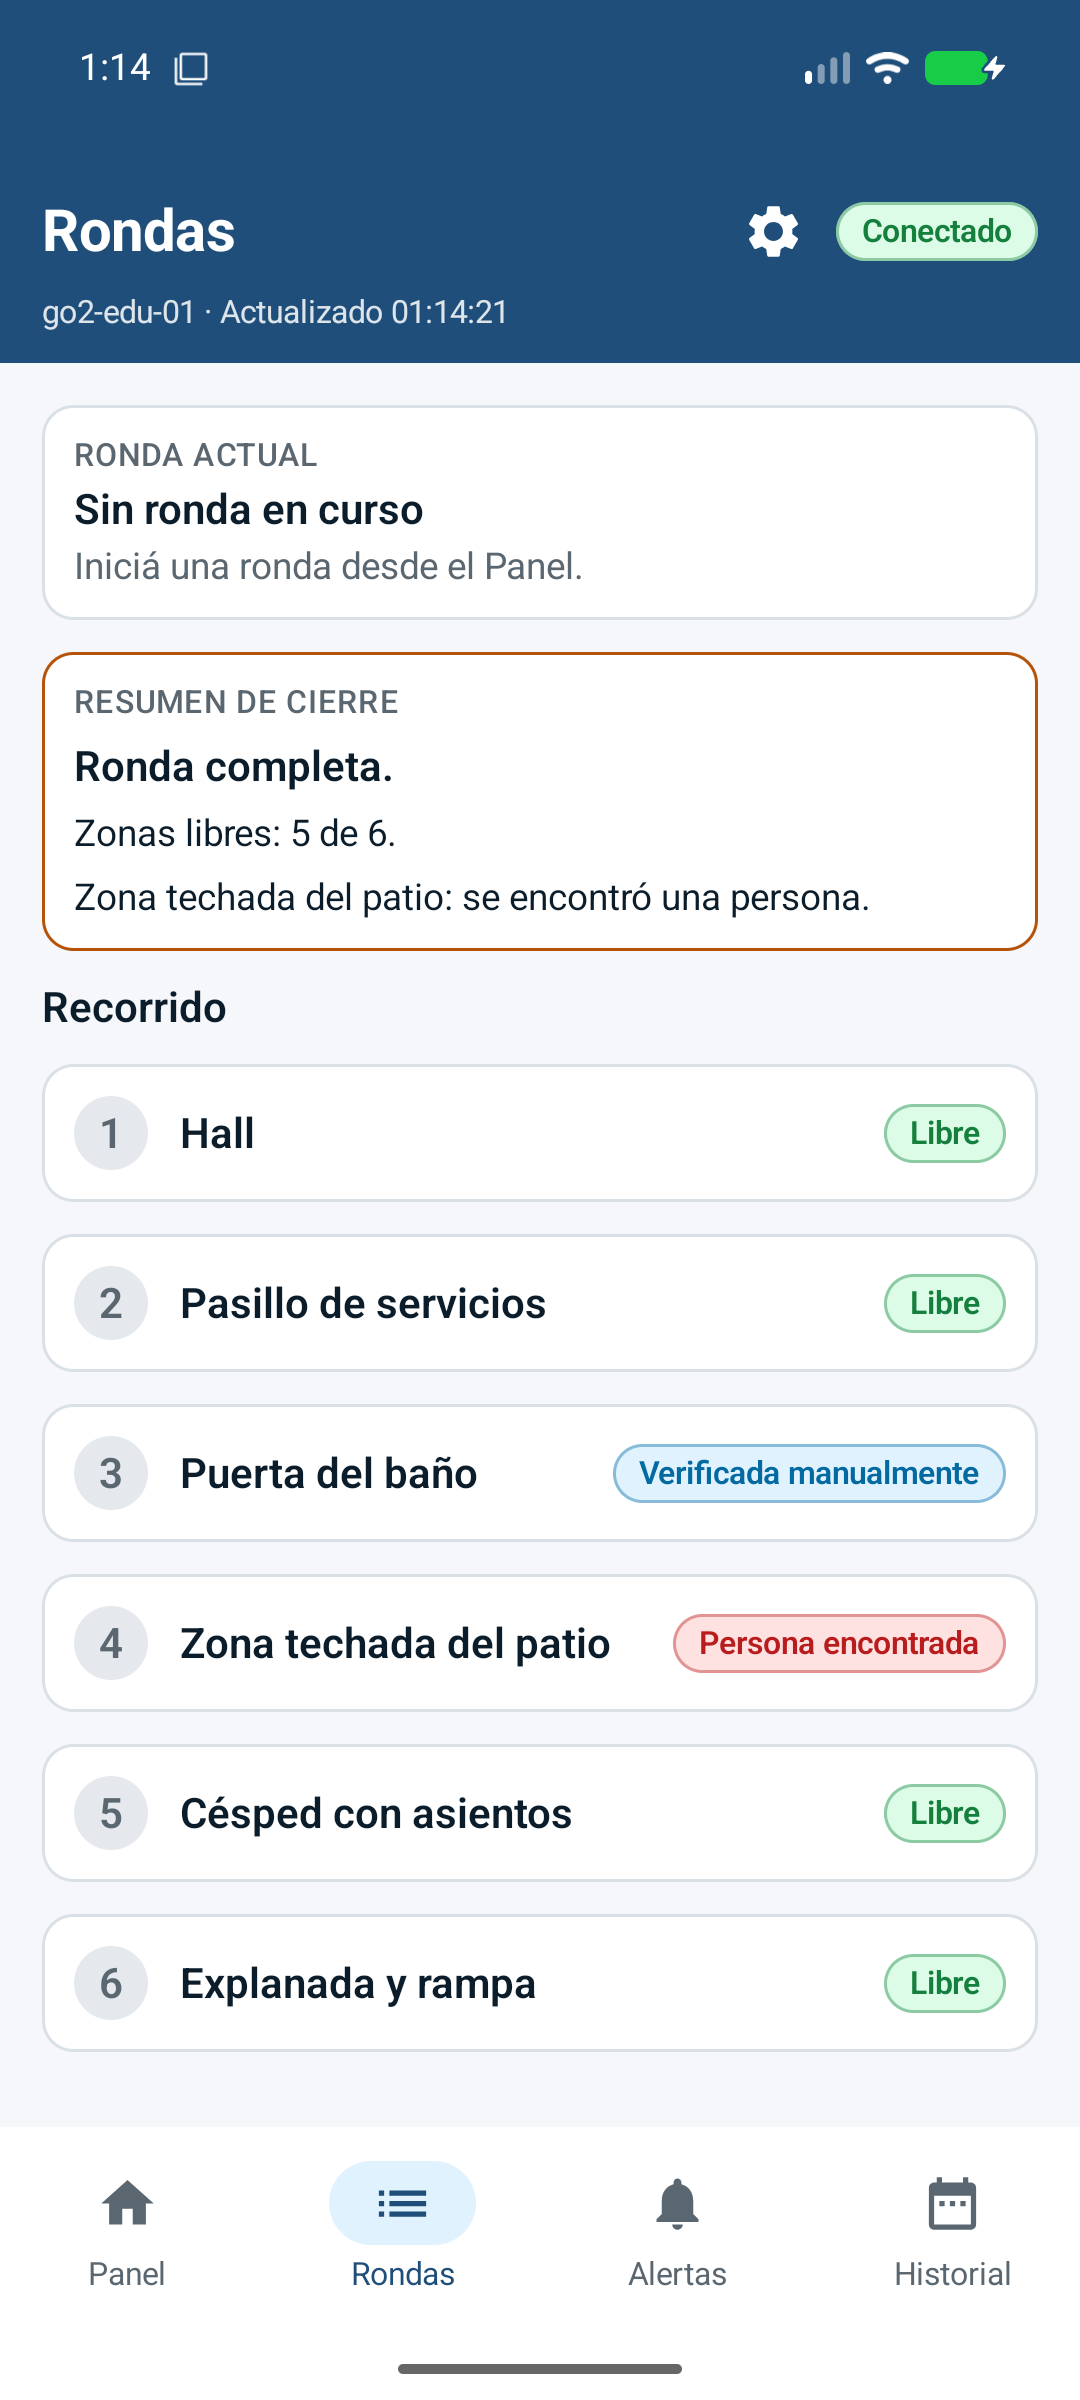 1:14
Rondas
Conectado
go2-edu-01 · Actualizado 01:14:21
RONDA ACTUAL
Sin ronda en curso
Iniciá una ronda desde el Panel.
RESUMEN DE CIERRE
Ronda completa.
Zonas libres: 5 de 6.
Zona techada del patio: se encontró una persona.
Recorrido
1 Hall Libre
2 Pasillo de servicios Libre
3 Puerta del baño Verificada manualmente
4 Zona techada del patio Persona encontrada
5 Césped con asientos Libre
6 Explanada y rampa Libre
Panel Rondas Alertas Historial